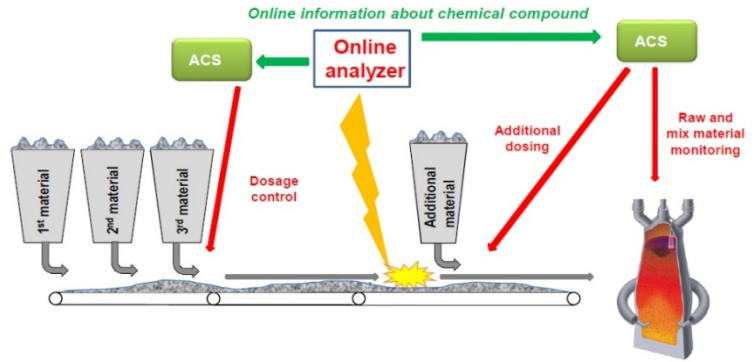 Online information about chemical compound
ACS
Online
analyzer
ACS
1st material
2nd material
3rd material
Dosage
control
Additional
material
Additional
dosing
Raw and
mix material
monitoring